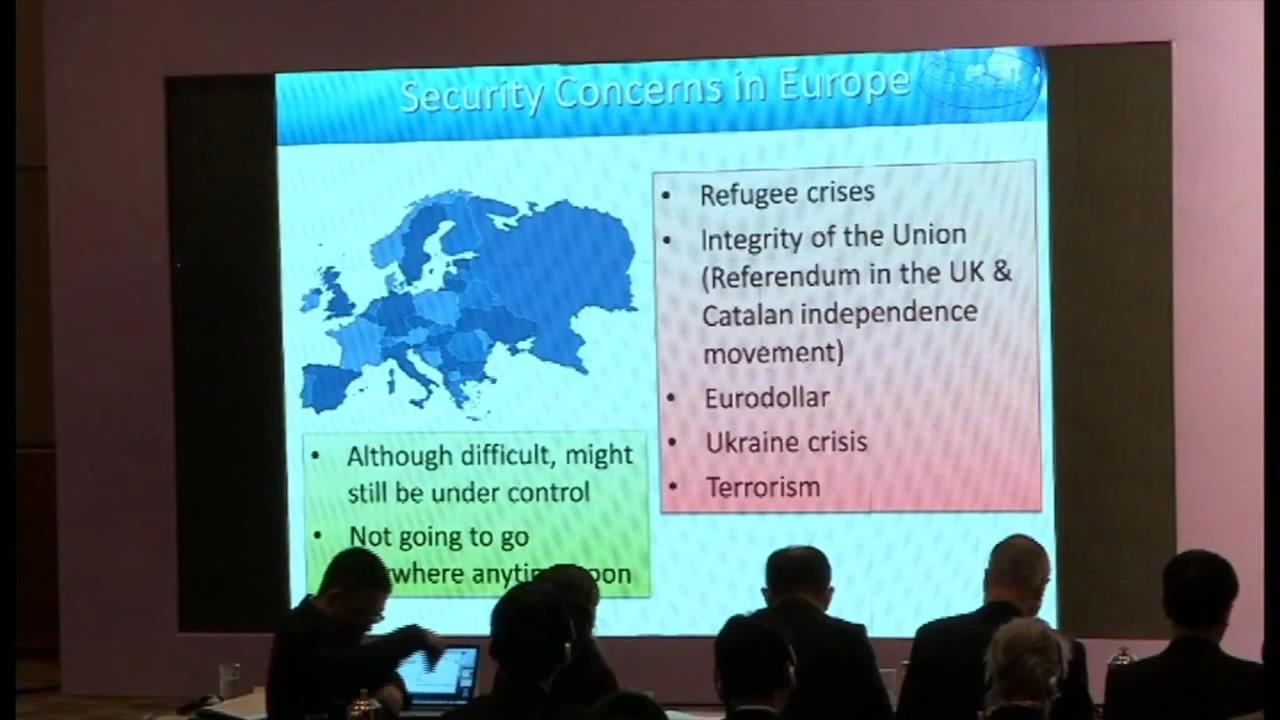 Security Concerns in Europe
• Refugee crises
• Integrity of the Union
(Referendum in the UK &
Catalan independence
movement)
• Eurodollar
• Ukraine crisis
• Terrorism
• Although difficult, might
still be under control
• Not going to go